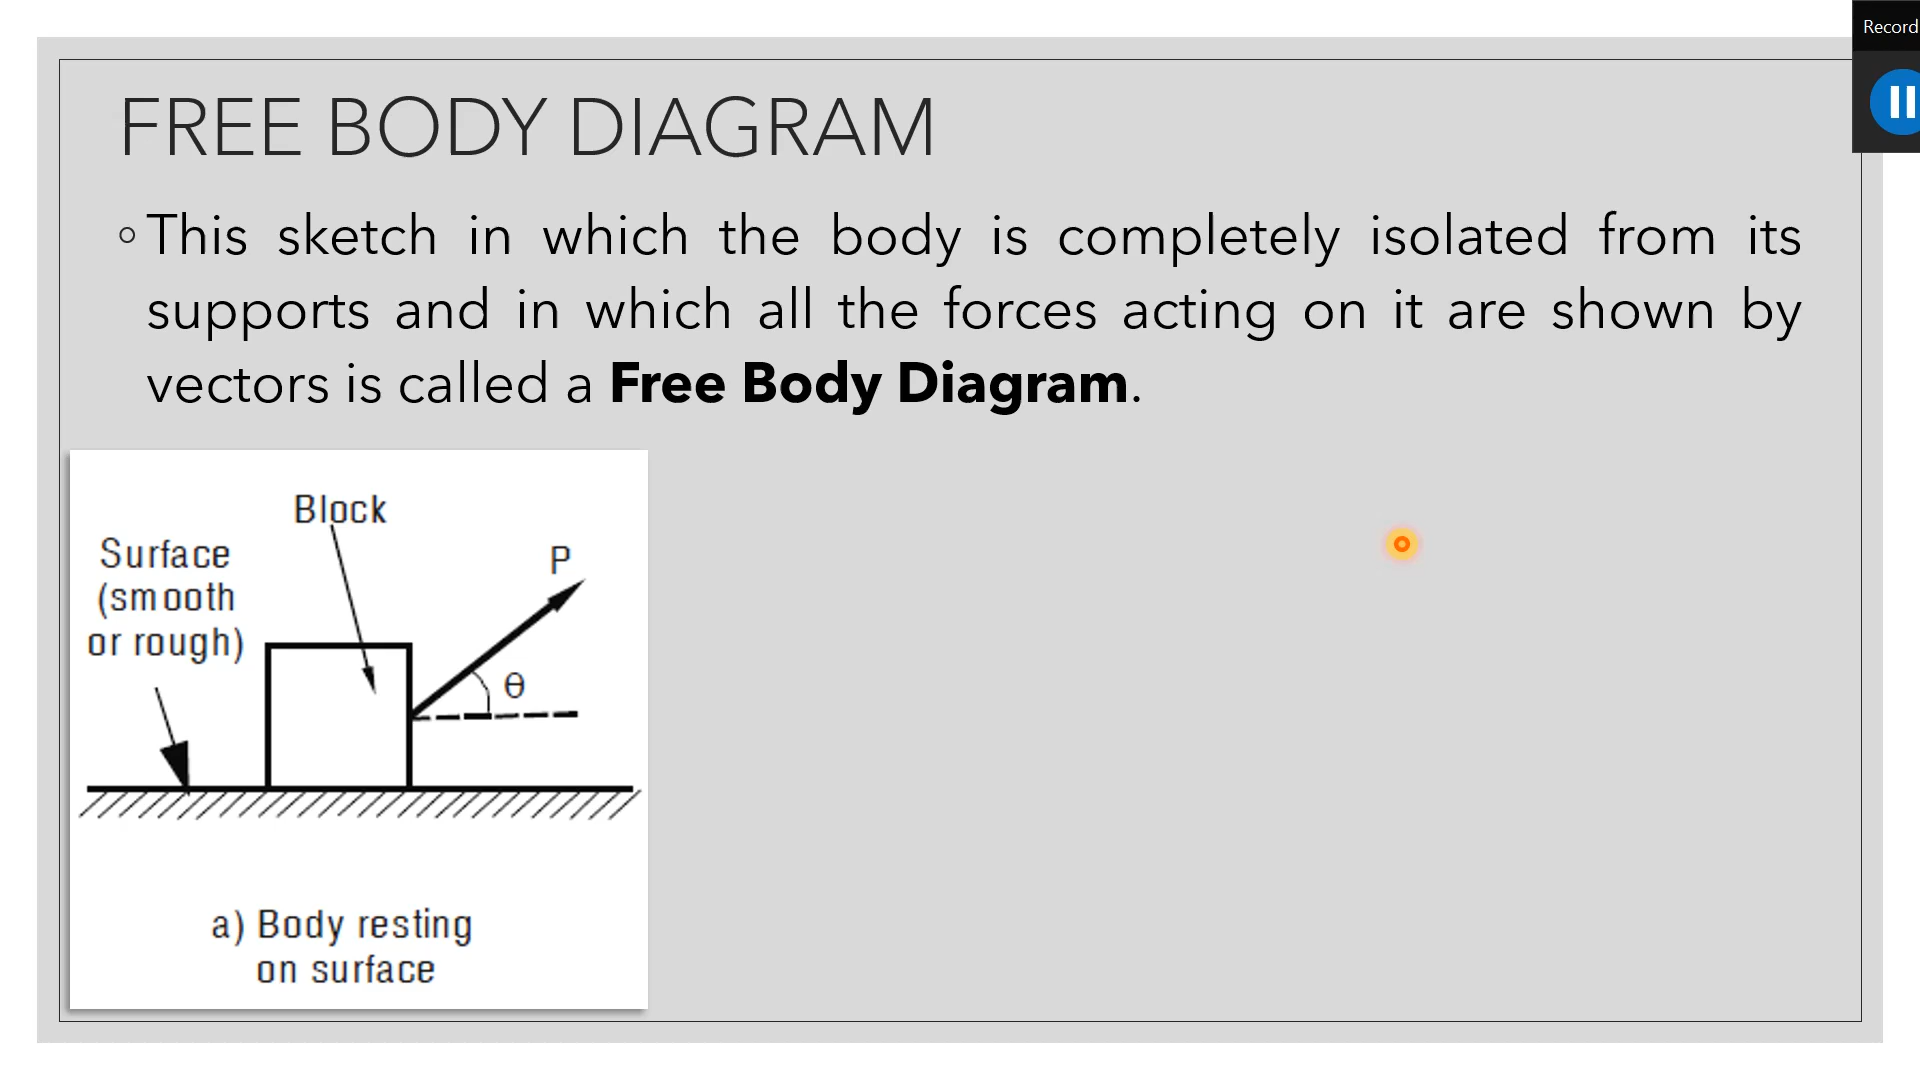 Record
FREE BODY DIAGRAM
◦This sketch in which the body is completely isolated from its
supports and in which all the forces acting on it are shown by
vectors is called a Free Body Diagram.
Block
Surface
(smooth
or rough)
P
θ
a) Body resting
on surface